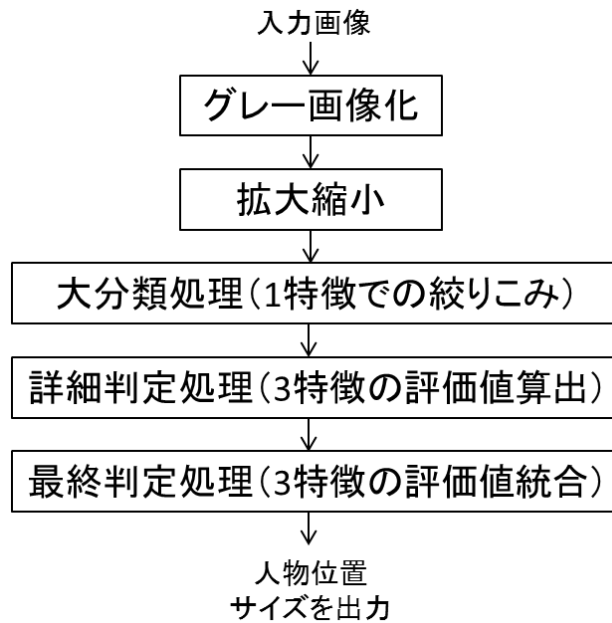 入力画像
グレー画像化
拡大縮小
大分類処理(1特徴での絞りこみ)
詳細判定処理(3特徴の評価値算出)
最終判定処理(3特徴の評価値統合)
人物位置
サイズを出力